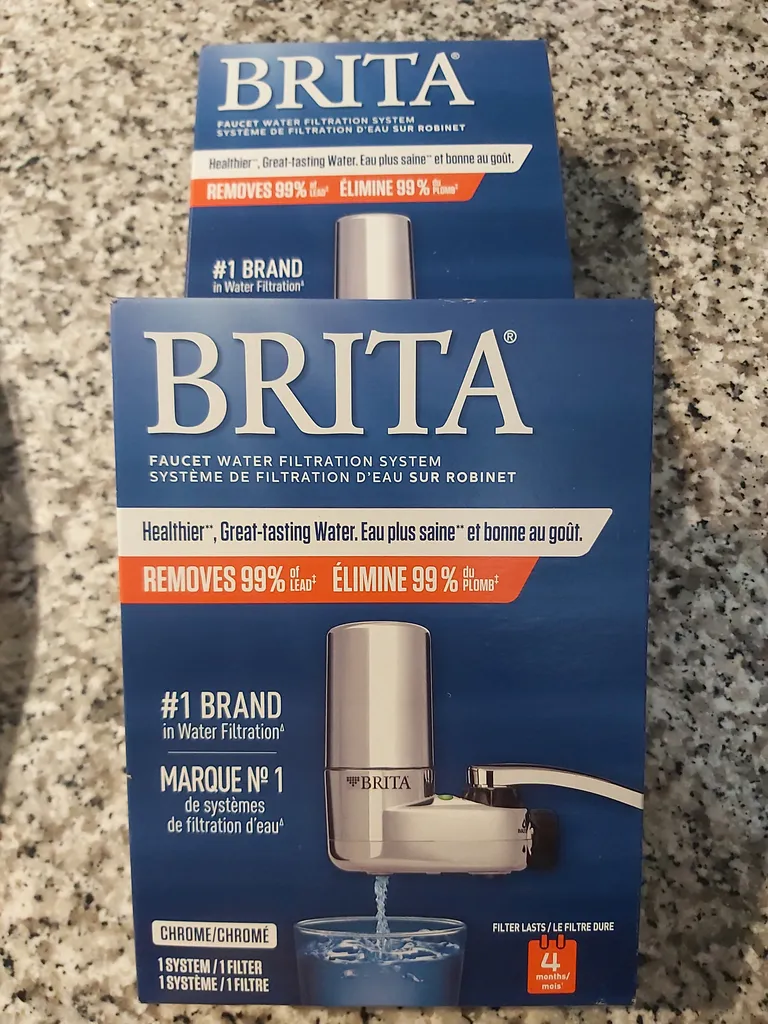 BRITA®
FAUCET WATER FILTRATION SYSTEM
SYSTÈME DE FILTRATION D'EAU SUR ROBINET
Healthier**, Great-tasting Water. Eau plus saine** et bonne au goût.
REMOVES 99% of LEAD‡ ÉLIMINE 99% du PLOMB‡
#1 BRAND
in Water Filtration∆
BRITA®
FAUCET WATER FILTRATION SYSTEM
SYSTÈME DE FILTRATION D'EAU SUR ROBINET
Healthier**, Great-tasting Water. Eau plus saine** et bonne au goût.
REMOVES 99% of LEAD‡ ÉLIMINE 99% du PLOMB‡
#1 BRAND
in Water Filtration∆
MARQUE Nº 1
de systèmes
de filtration d'eau∆
BRITA
CHROME/CHROMÉ
1 SYSTEM / 1 FILTER
1 SYSTÈME / 1 FILTRE
FILTER LASTS / LE FILTRE DURE
4
months/
mois†